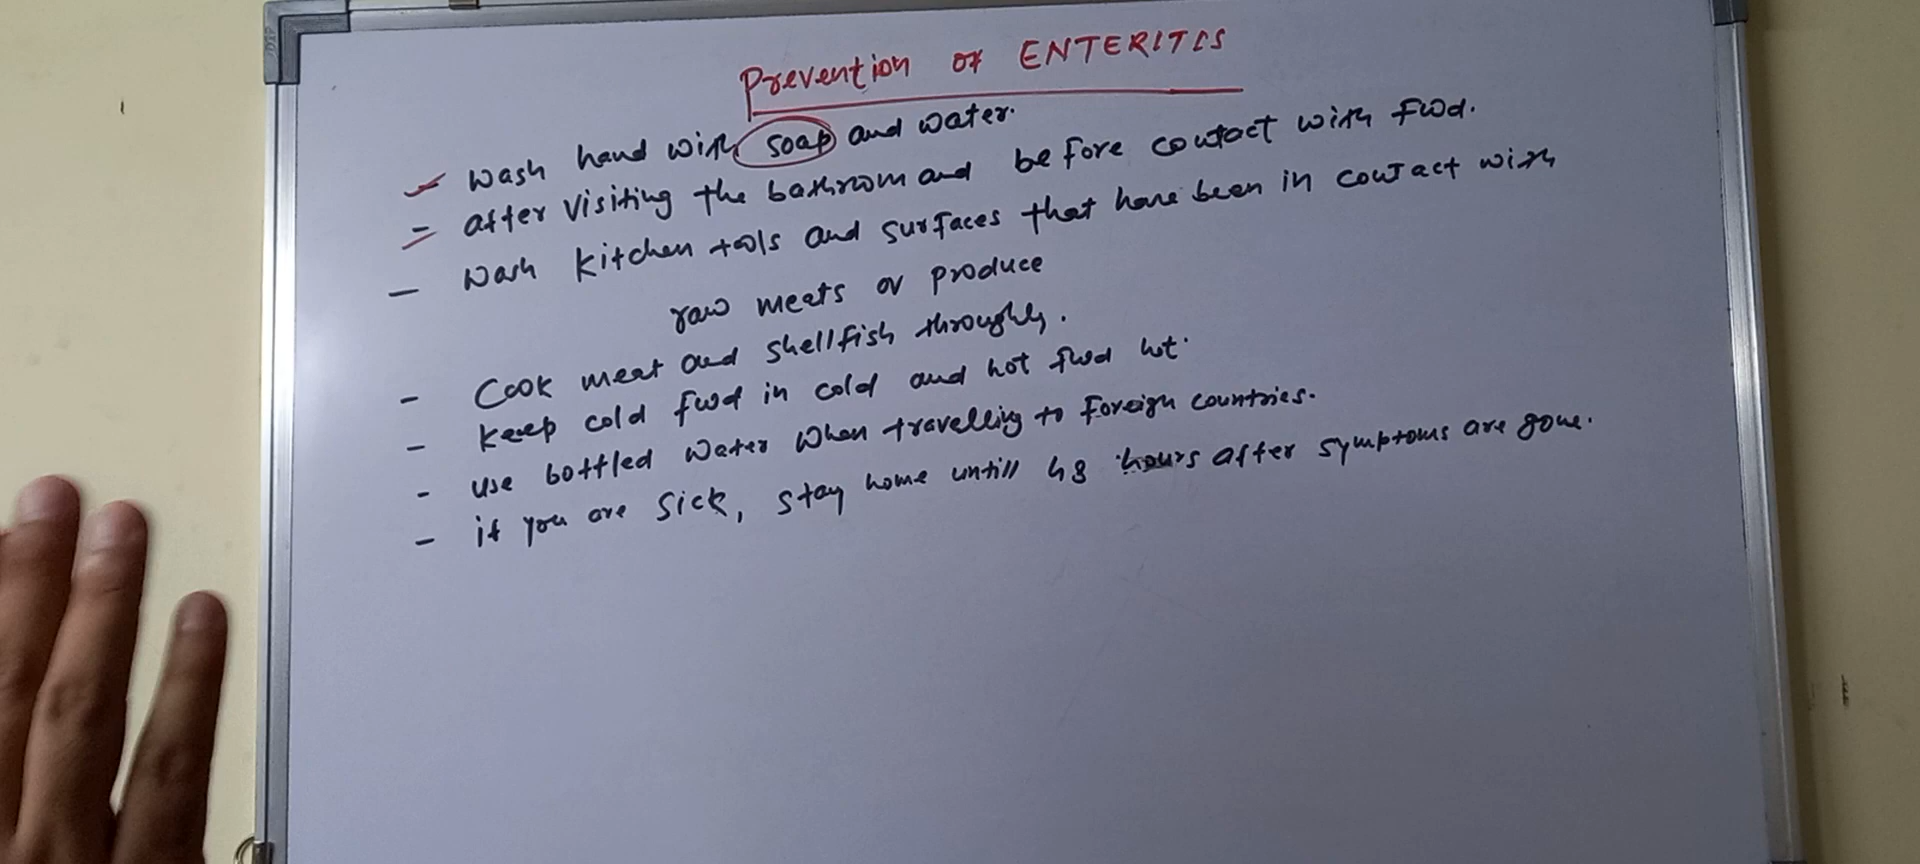 Prevention of ENTERITIS
- Wash hand with soap and water.
- after visiting the bathroom and before contact with food.
- Wash kitchen tools and surfaces that have been in contact with
raw meats or produce
- Cook meat and shellfish throughly.
- Keep cold food in cold and hot food hot.
- use bottled water when travelling to foreign countries.
- if you are sick, stay home untill 48 hours after symptoms are gone.